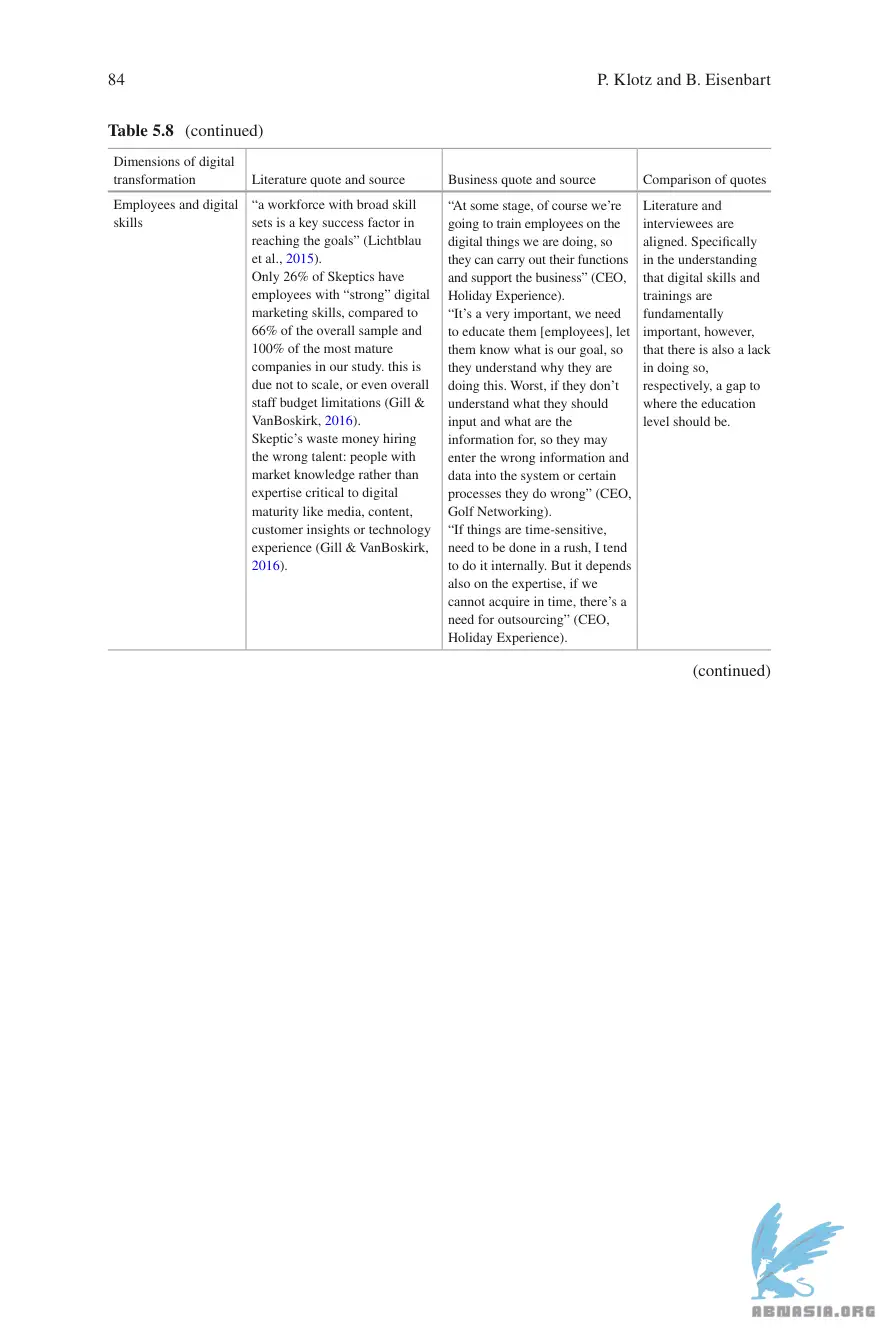 84
P. Klotz and B. Eisenbart
Table 5.8 (continued)
Dimensions of digital
transformation
Literature quote and source
Business quote and source
Comparison of quotes
Employees and digital
skills
“a workforce with broad skill
sets is a key success factor in
reaching the goals” (Lichtblau
et al., 2015).
Only 26% of Skeptics have
employees with “strong” digital
marketing skills, compared to
66% of the overall sample and
100% of the most mature
companies in our study. this is
due not to scale, or even overall
staff budget limitations (Gill &
VanBoskirk, 2016).
Skeptic’s waste money hiring
the wrong talent: people with
market knowledge rather than
expertise critical to digital
maturity like media, content,
customer insights or technology
experience (Gill & VanBoskirk,
2016).
“At some stage, of course we’re
going to train employees on the
digital things we are doing, so
they can carry out their functions
and support the business” (CEO,
Holiday Experience).
“It’s a very important, we need
to educate them [employees], let
them know what is our goal, so
they understand why they are
doing this. Worst, if they don’t
understand what they should
input and what are the
information for, so they may
enter the wrong information and
data into the system or certain
processes they do wrong” (CEO,
Golf Networking).
“If things are time-sensitive,
need to be done in a rush, I tend
to do it internally. But it depends
also on the expertise, if we
cannot acquire in time, there’s a
need for outsourcing” (CEO,
Holiday Experience).
Literature and
interviewees are
aligned. Specifically
in the understanding
that digital skills and
trainings are
fundamentally
important, however,
that there is also a lack
in doing so,
respectively, a gap to
where the education
level should be.
(continued)
ABNASIA.ORG